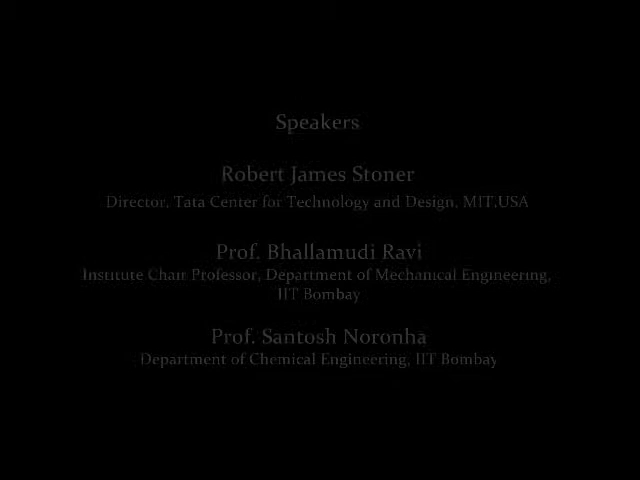 Speakers
Robert James Stoner
Director, Tata Center for Technology and Design, MIT,USA
Prof. Bhallamudi Ravi
Institute Chair Professor, Department of Mechanical Engineering,
IIT Bombay
Prof. Santosh Noronha
Department of Chemical Engineering, IIT Bombay